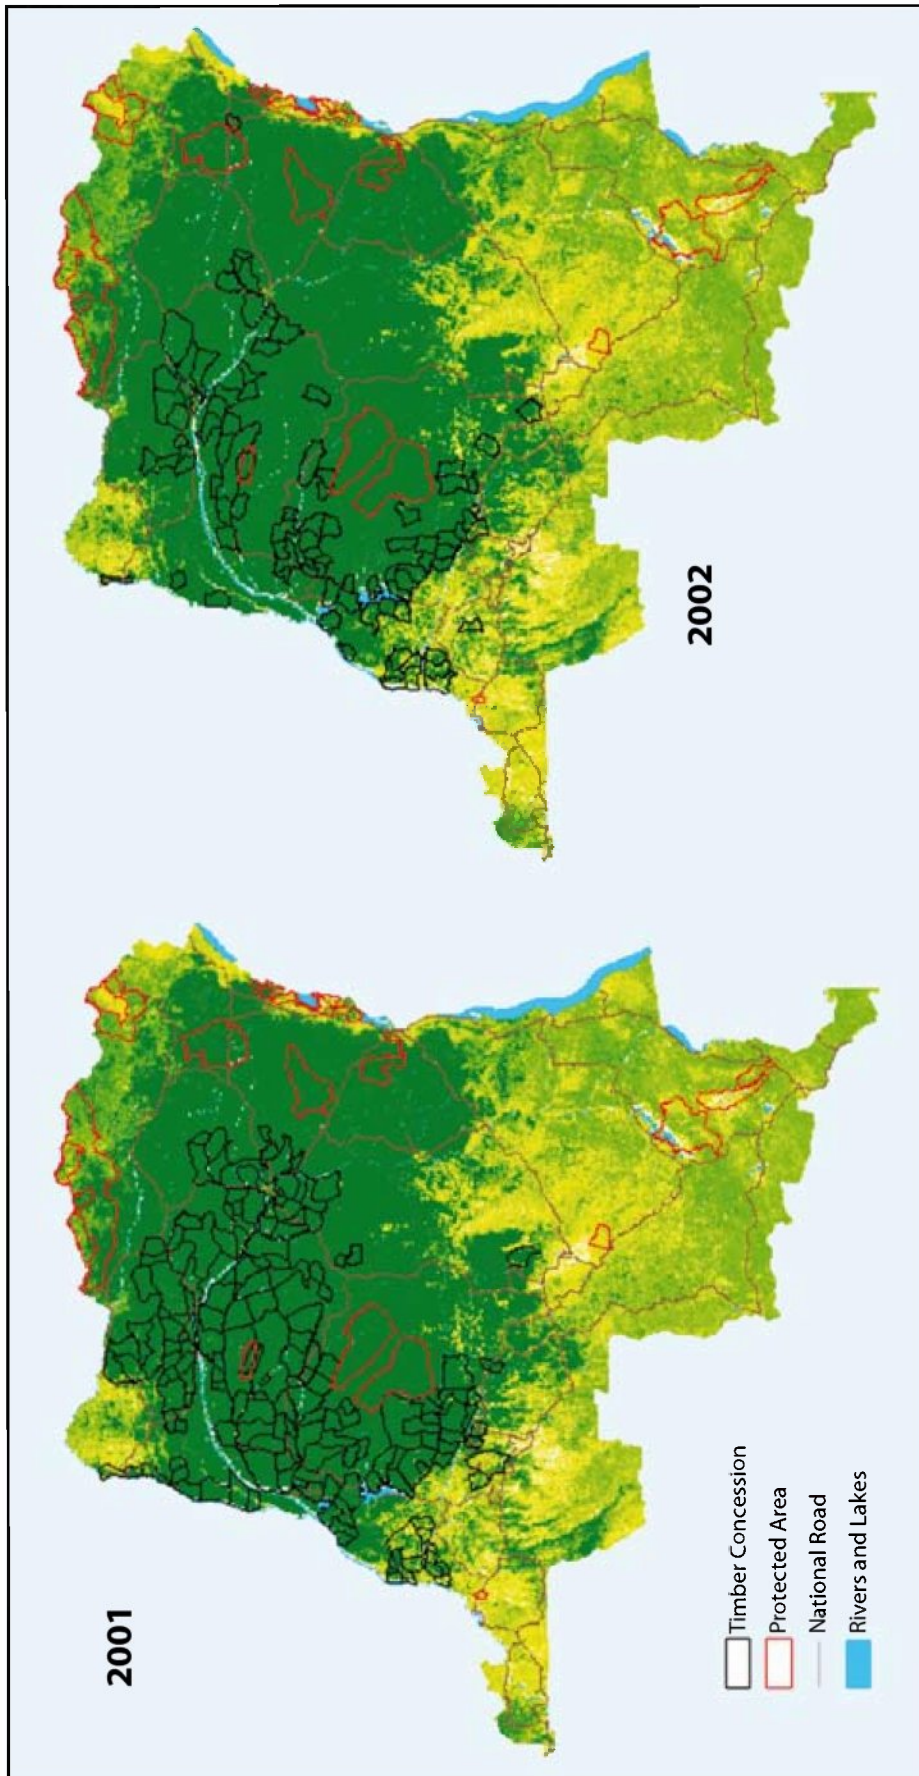 2001
2002
Timber Concession
Protected Area
National Road
Rivers and Lakes